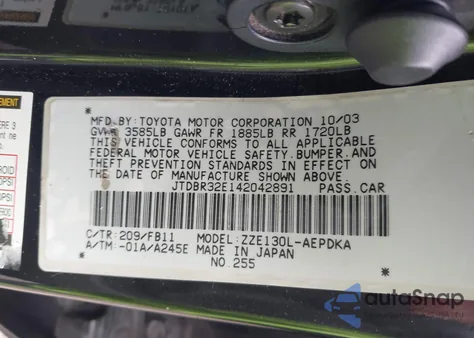 MFD BY: TOYOTA MOTOR CORPORATION 10/03
GVWR 3585LB GAWR FR 1885LB RR 1720LB
THIS VEHICLE CONFORMS TO ALL APPLICABLE
FEDERAL MOTOR VEHICLE SAFETY, BUMPER, AND
THEFT PREVENTION STANDARDS IN EFFECT ON
THE DATE OF MANUFACTURE SHOWN ABOVE.
JTDBR32E142042891 PASS.CAR
C/TR: 209/FB11 MODEL: ZZE130L-AEPDKA
A/TM: -01A/A245E MADE IN JAPAN
NO 255
autoSnap